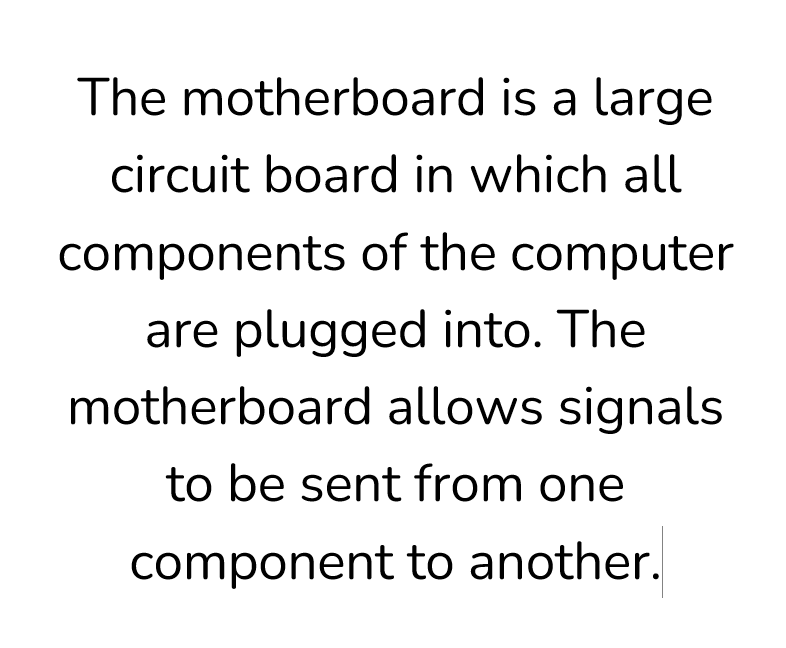 The motherboard is a large
circuit board in which all
components of the computer
are plugged into. The
motherboard allows signals
to be sent from one
component to another.